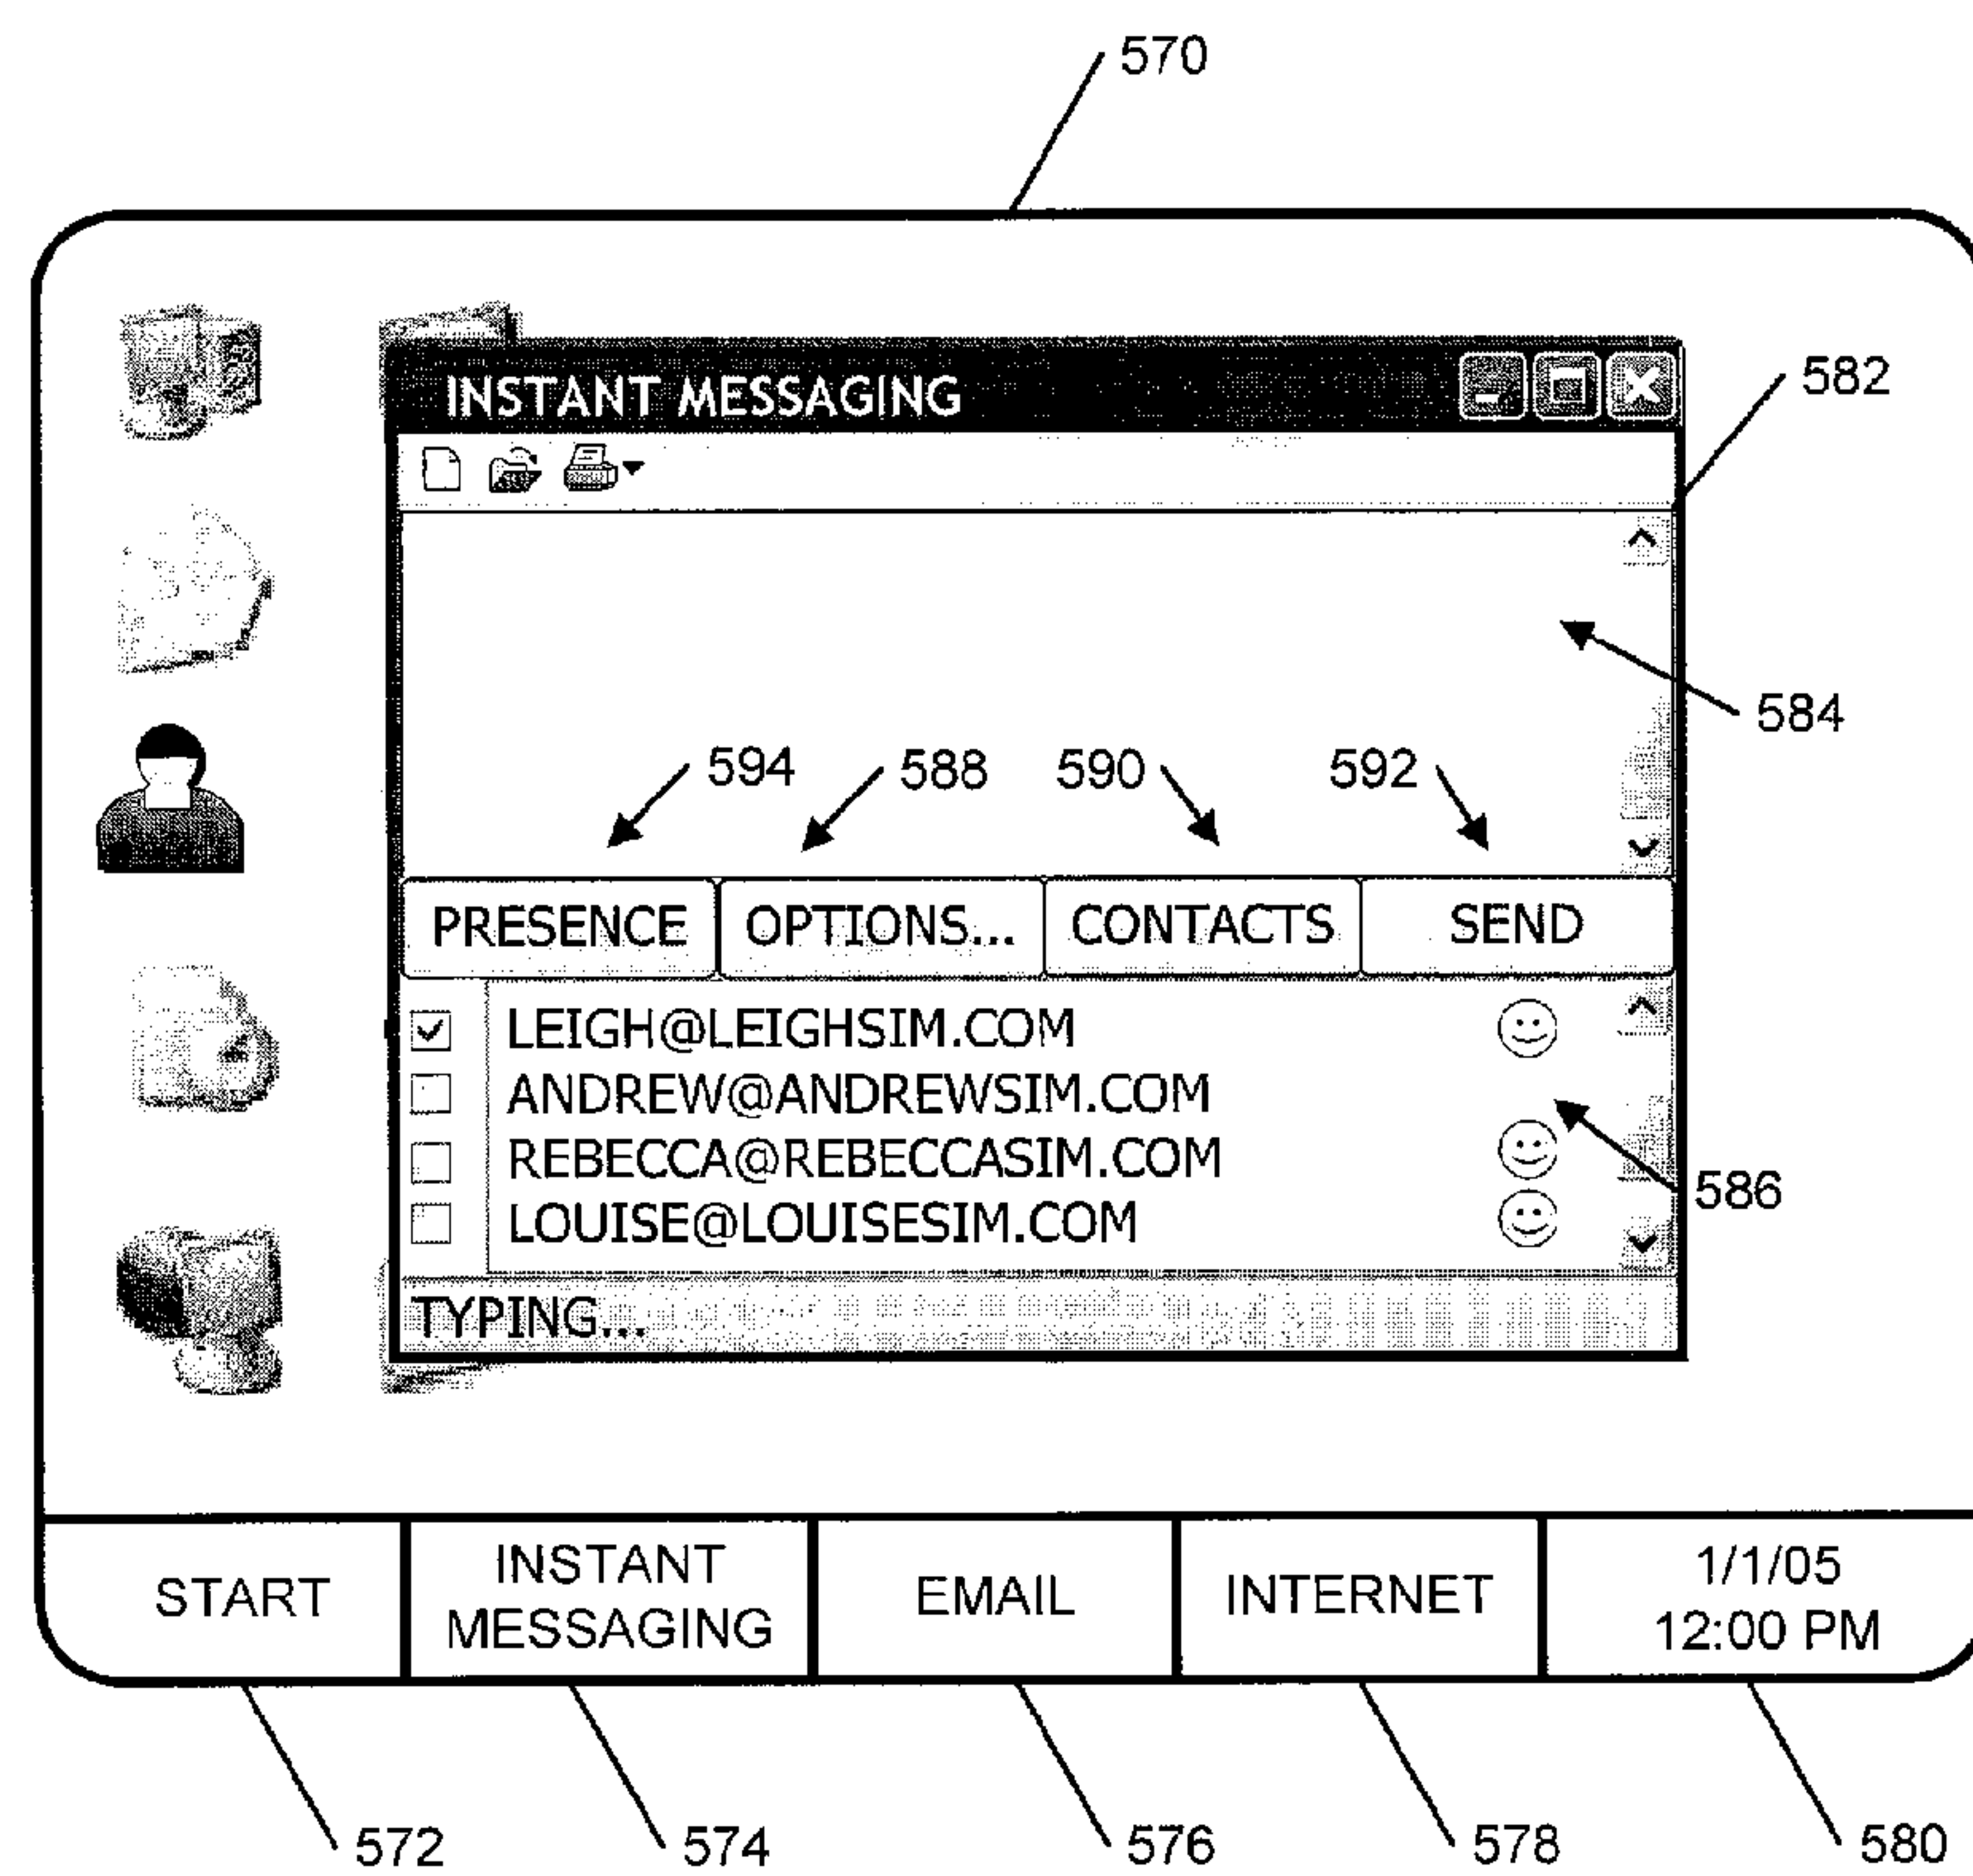 570
INSTANT MESSAGING
582
584
594 588 590 592
PRESENCE OPTIONS... CONTACTS SEND
LEIGH@LEIGHSIM.COM
ANDREW@ANDREWSIM.COM
REBECCA@REBECCASIM.COM
586
LOUISE@LOUISESIM.COM
TYPING...
START
INSTANT
MESSAGING
EMAIL
INTERNET
1/1/05
12:00 PM
572 574 576 578 580